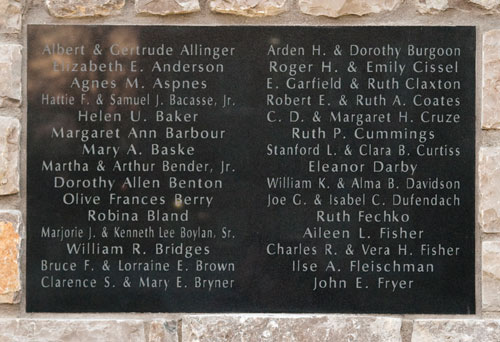 Albert & Gertrude Allinger
Elizabeth E. Anderson
Agnes M. Aspnes
Hattie F. & Samuel J. Bacasse, Jr.
Helen U. Baker
Margaret Ann Barbour
Mary A. Baske
Martha & Arthur Bender, Jr.
Dorothy Allen Benton
Olive Frances Berry
Robina Bland
Marjorie J. & Kenneth Lee Boylan, Sr.
William R. Bridges
Bruce F. & Lorraine E. Brown
Clarence S. & Mary E. Bryner
Arden H. & Dorothy Burgoon
Roger H. & Emily Cissel
E. Garfield & Ruth Claxton
Robert E. & Ruth A. Coates
C. D. & Margaret H. Cruze
Ruth P. Cummings
Stanford L. & Clara B. Curtiss
Eleanor Darby
William K. & Alma B. Davidson
Joe G. & Isabel C. Dufendach
Ruth Fechko
Aileen L. Fisher
Charles R. & Vera H. Fisher
Ilse A. Fleischman
John E. Fryer